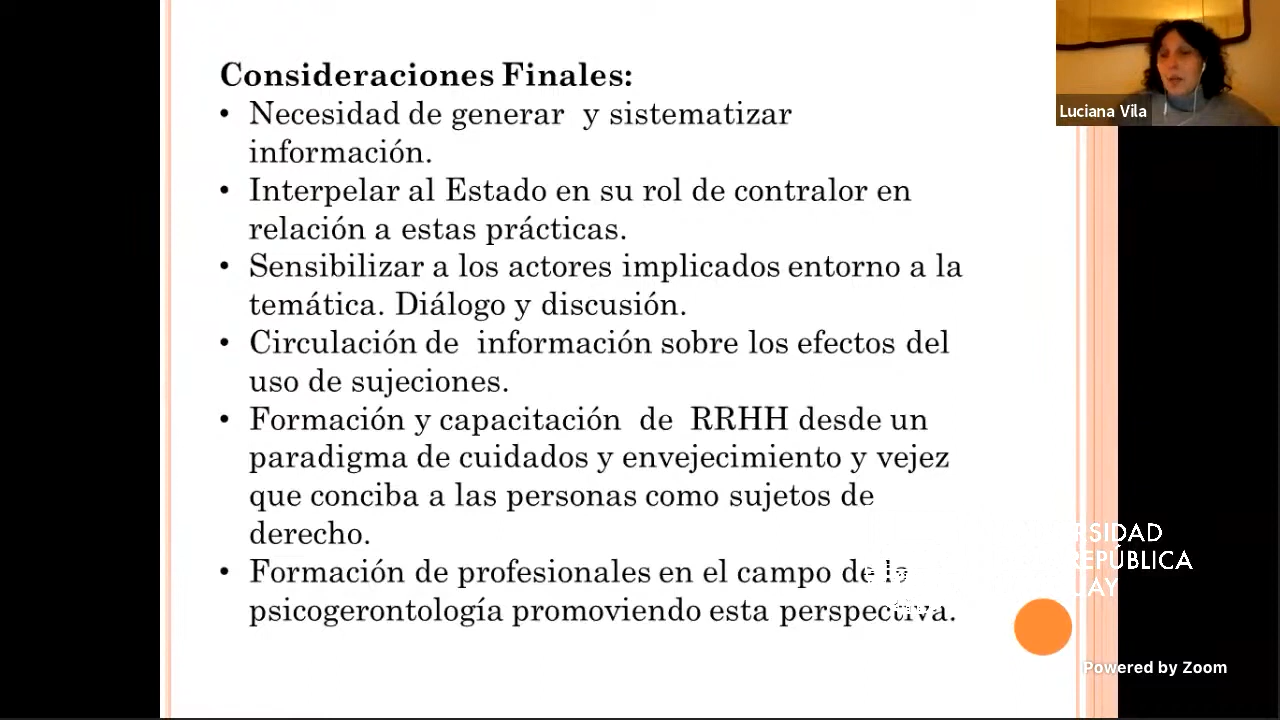 Consideraciones Finales:
• Necesidad de generar y sistematizar
información.
• Interpelar al Estado en su rol de contralor en
relación a estas prácticas.
• Sensibilizar a los actores implicados entorno a la
temática. Diálogo y discusión.
• Circulación de información sobre los efectos del
uso de sujeciones.
• Formación y capacitación de RRHH desde un
paradigma de cuidados y envejecimiento y vejez
que conciba a las personas como sujetos de
derecho.
• Formación de profesionales en el campo de la
psicogerontología promoviendo esta perspectiva.
Luciana Vila
RSIDAD
REPÚBLICA
AY
Powered by Zoom